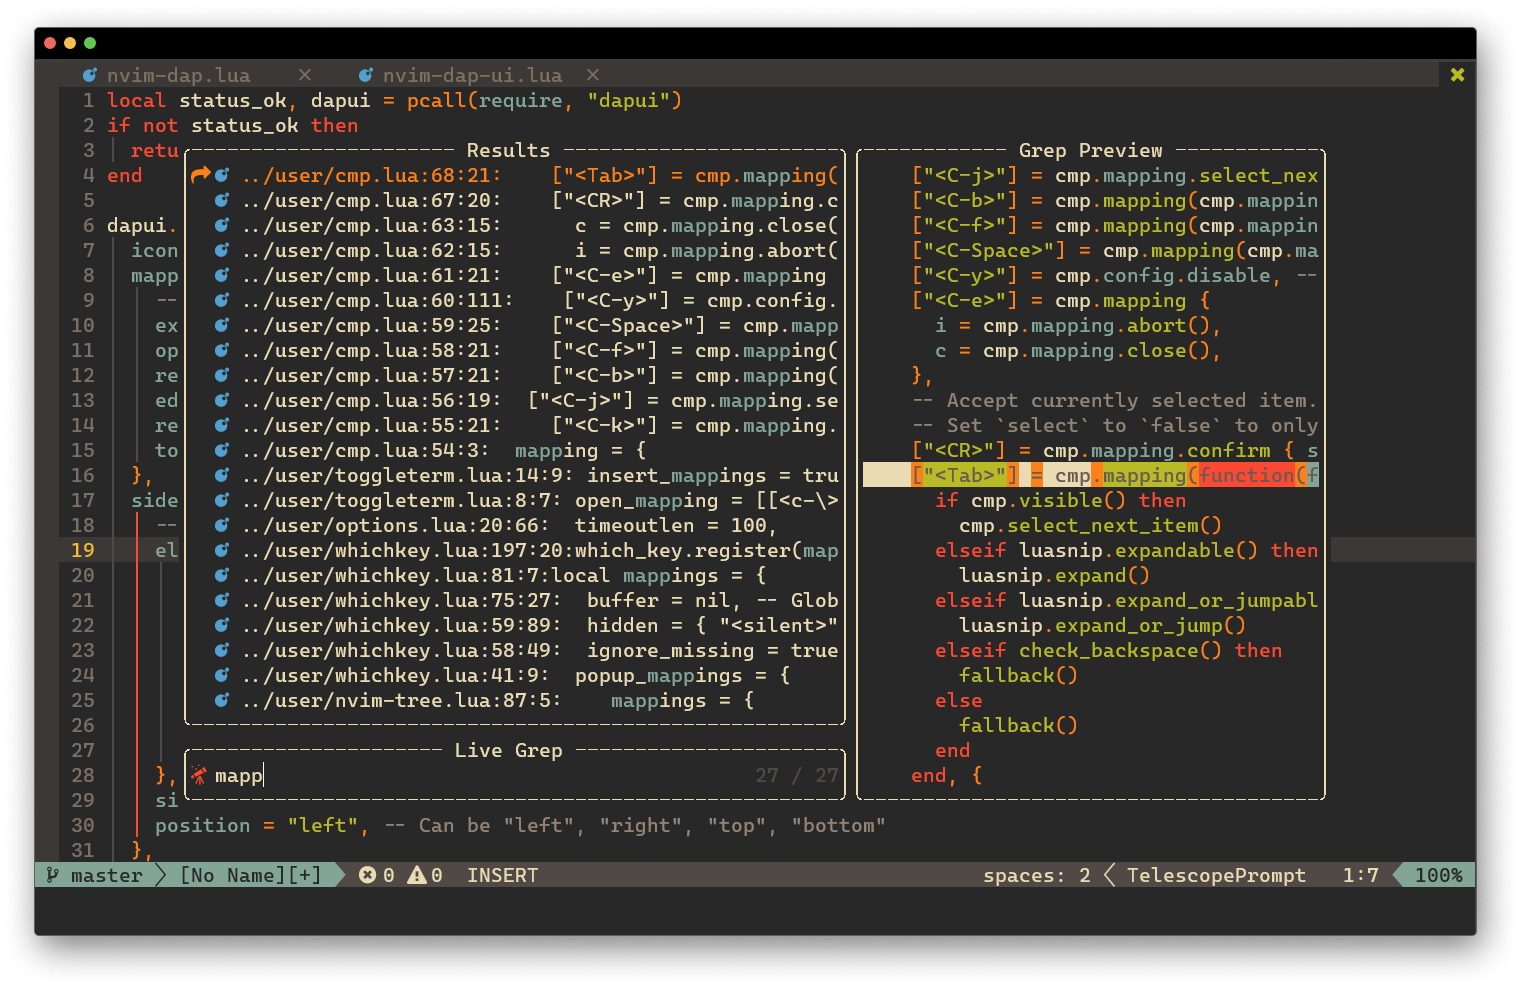 nvim-dap.lua × nvim-dap-ui.lua ×
1 local status_ok, dapui = pcall(require, "dapui")
2 if not status_ok then
3 retu
4 end
5
6 dapui.
7 icon
8 mapp
9 --
10 ex
11 op
12 re
13 ed
14 re
15 to
16 },
17 side
18 --
19 el
20
21
22
23
24
25
26
27
28 },
29 si
30 position = "left", -- Can be "left", "right", "top", "bottom"
31 },
Results
../user/cmp.lua:68:21: ["<Tab>"] = cmp.mapping(
../user/cmp.lua:67:20: ["<CR>"] = cmp.mapping.c
../user/cmp.lua:63:15: c = cmp.mapping.close(
../user/cmp.lua:62:15: i = cmp.mapping.abort(
../user/cmp.lua:61:21: ["<C-e>"] = cmp.mapping
../user/cmp.lua:60:111: ["<C-y>"] = cmp.config.
../user/cmp.lua:59:25: ["<C-Space>"] = cmp.mapp
../user/cmp.lua:58:21: ["<C-f>"] = cmp.mapping(
../user/cmp.lua:57:21: ["<C-b>"] = cmp.mapping(
../user/cmp.lua:56:19: ["<C-j>"] = cmp.mapping.se
../user/cmp.lua:55:21: ["<C-k>"] = cmp.mapping.
../user/cmp.lua:54:3: mapping = {
../user/toggleterm.lua:14:9: insert_mappings = tru
../user/toggleterm.lua:8:7: open_mapping = [[<c-\>
../user/options.lua:20:66: timeoutlen = 100,
../user/whichkey.lua:197:20:which_key.register(map
../user/whichkey.lua:81:7:local mappings = {
../user/whichkey.lua:75:27: buffer = nil, -- Glob
../user/whichkey.lua:59:89: hidden = { "<silent>"
../user/whichkey.lua:58:49: ignore_missing = true
../user/whichkey.lua:41:9: popup_mappings = {
../user/nvim-tree.lua:87:5: mappings = {
Live Grep
mapp 27 / 27
Grep Preview
["<C-j>"] = cmp.mapping.select_nex
["<C-b>"] = cmp.mapping(cmp.mappin
["<C-f>"] = cmp.mapping(cmp.mappin
["<C-Space>"] = cmp.mapping(cmp.ma
["<C-y>"] = cmp.config.disable, --
["<C-e>"] = cmp.mapping {
i = cmp.mapping.abort(),
c = cmp.mapping.close(),
},
-- Accept currently selected item.
-- Set `select` to `false` to only
["<CR>"] = cmp.mapping.confirm { s
["<Tab>"] = cmp.mapping(function(f
if cmp.visible() then
cmp.select_next_item()
elseif luasnip.expandable() then
luasnip.expand()
elseif luasnip.expand_or_jumpabl
luasnip.expand_or_jump()
elseif check_backspace() then
fallback()
else
fallback()
end
end, {
master [No Name][+] 0 0 INSERT spaces: 2 TelescopePrompt 1:7 100%